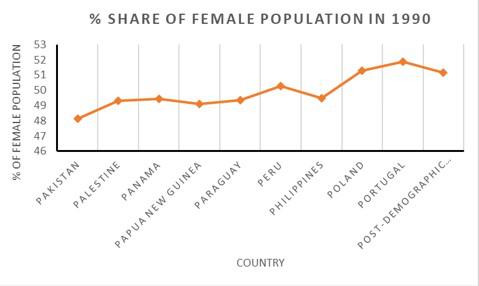 % SHARE OF FEMALE POPULATION IN 1990
% OF FEMALE POPULATION
53
52
51
50
49
48
47
46
PAKISTAN
PALESTINE
PANAMA
PAPUA NEW GUINEA
PARAGUAY
PERU
PHILIPPINES
POLAND
PORTUGAL
POST-DEMOGRAPHIC...
COUNTRY